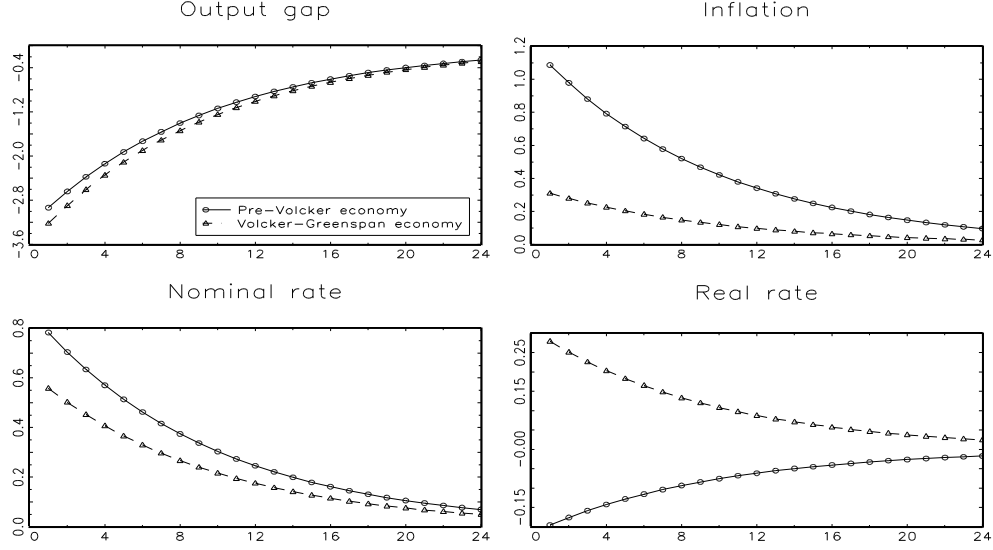 Output gap
-0.4
-1.2
-2.0
-2.8
-3.6
Pre-Volcker economy
Volcker-Greenspan economy
0 4 8 12 16 20 24
Inflation
1.2
1.0
0.8
0.6
0.4
0.2
0.0
0 4 8 12 16 20 24
Nominal rate
0.8
0.6
0.4
0.2
0.0
0 4 8 12 16 20 24
Real rate
0.25
0.15
-0.00
-0.15
0 4 8 12 16 20 24